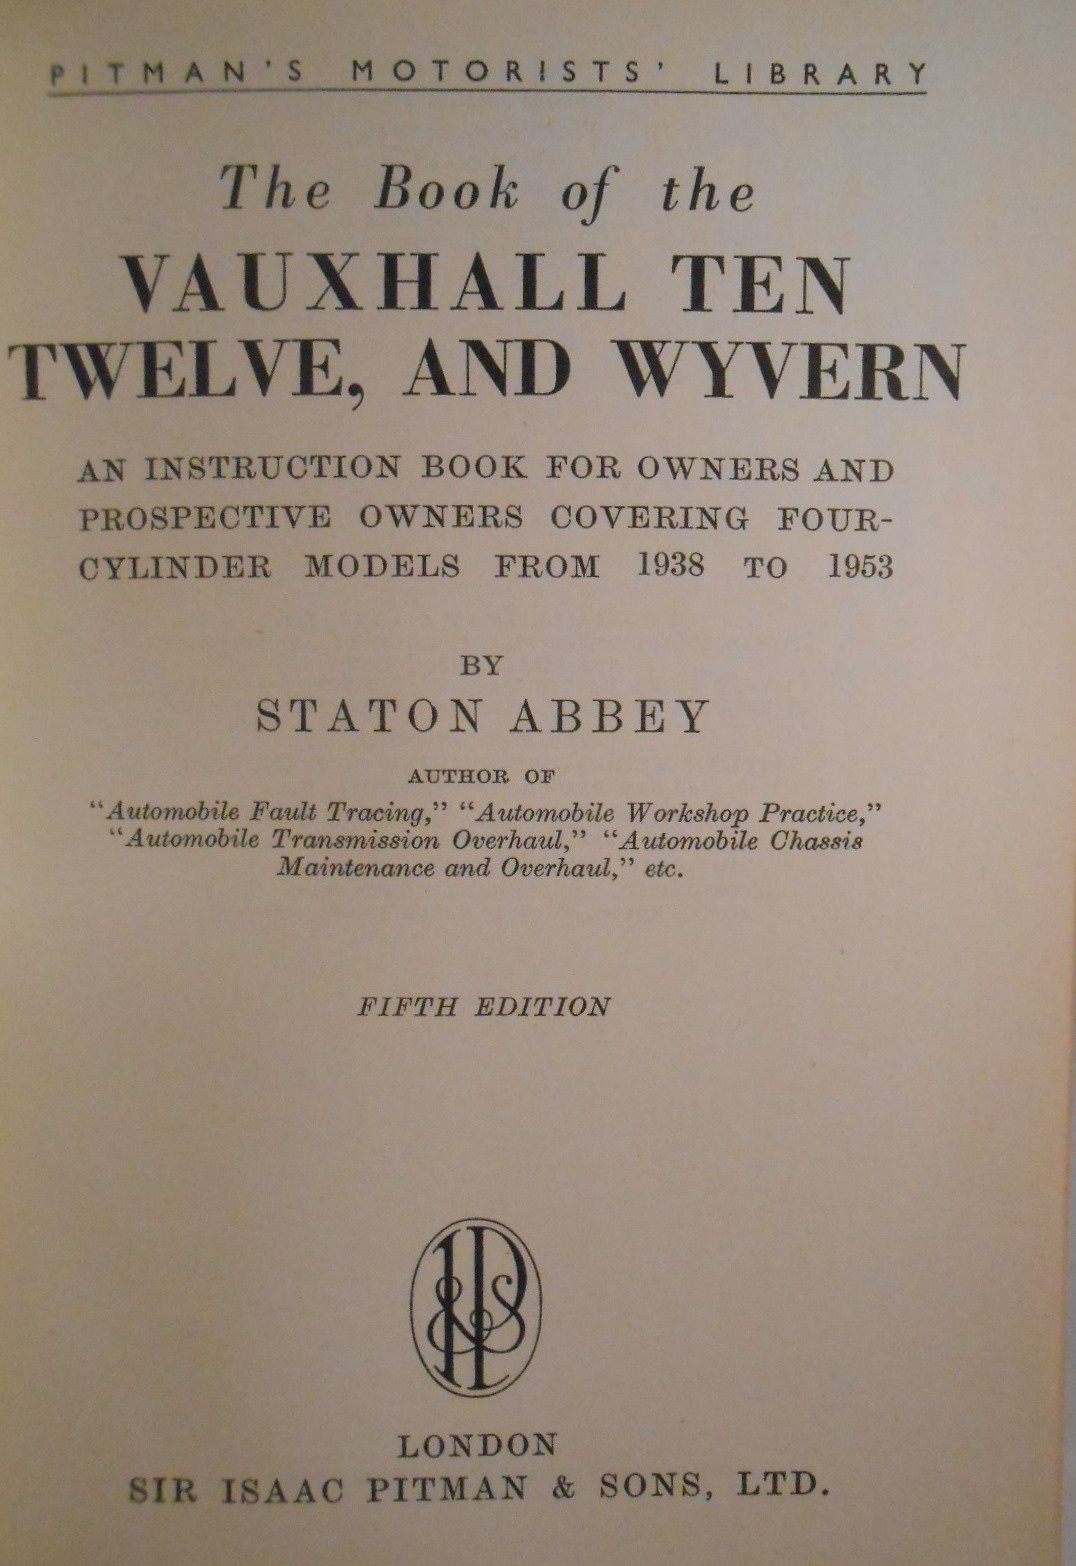 PITMAN'S MOTORISTS' LIBRARY
The Book of the
VAUXHALL TEN
TWELVE, AND WYVERN
AN INSTRUCTION BOOK FOR OWNERS AND
PROSPECTIVE OWNERS COVERING FOUR-
CYLINDER MODELS FROM 1938 TO 1953
BY
STATON ABBEY
AUTHOR OF
“Automobile Fault Tracing,” “Automobile Workshop Practice,”
“Automobile Transmission Overhaul,” “Automobile Chassis
Maintenance and Overhaul,” etc.
FIFTH EDITION
LONDON
SIR ISAAC PITMAN & SONS, LTD.